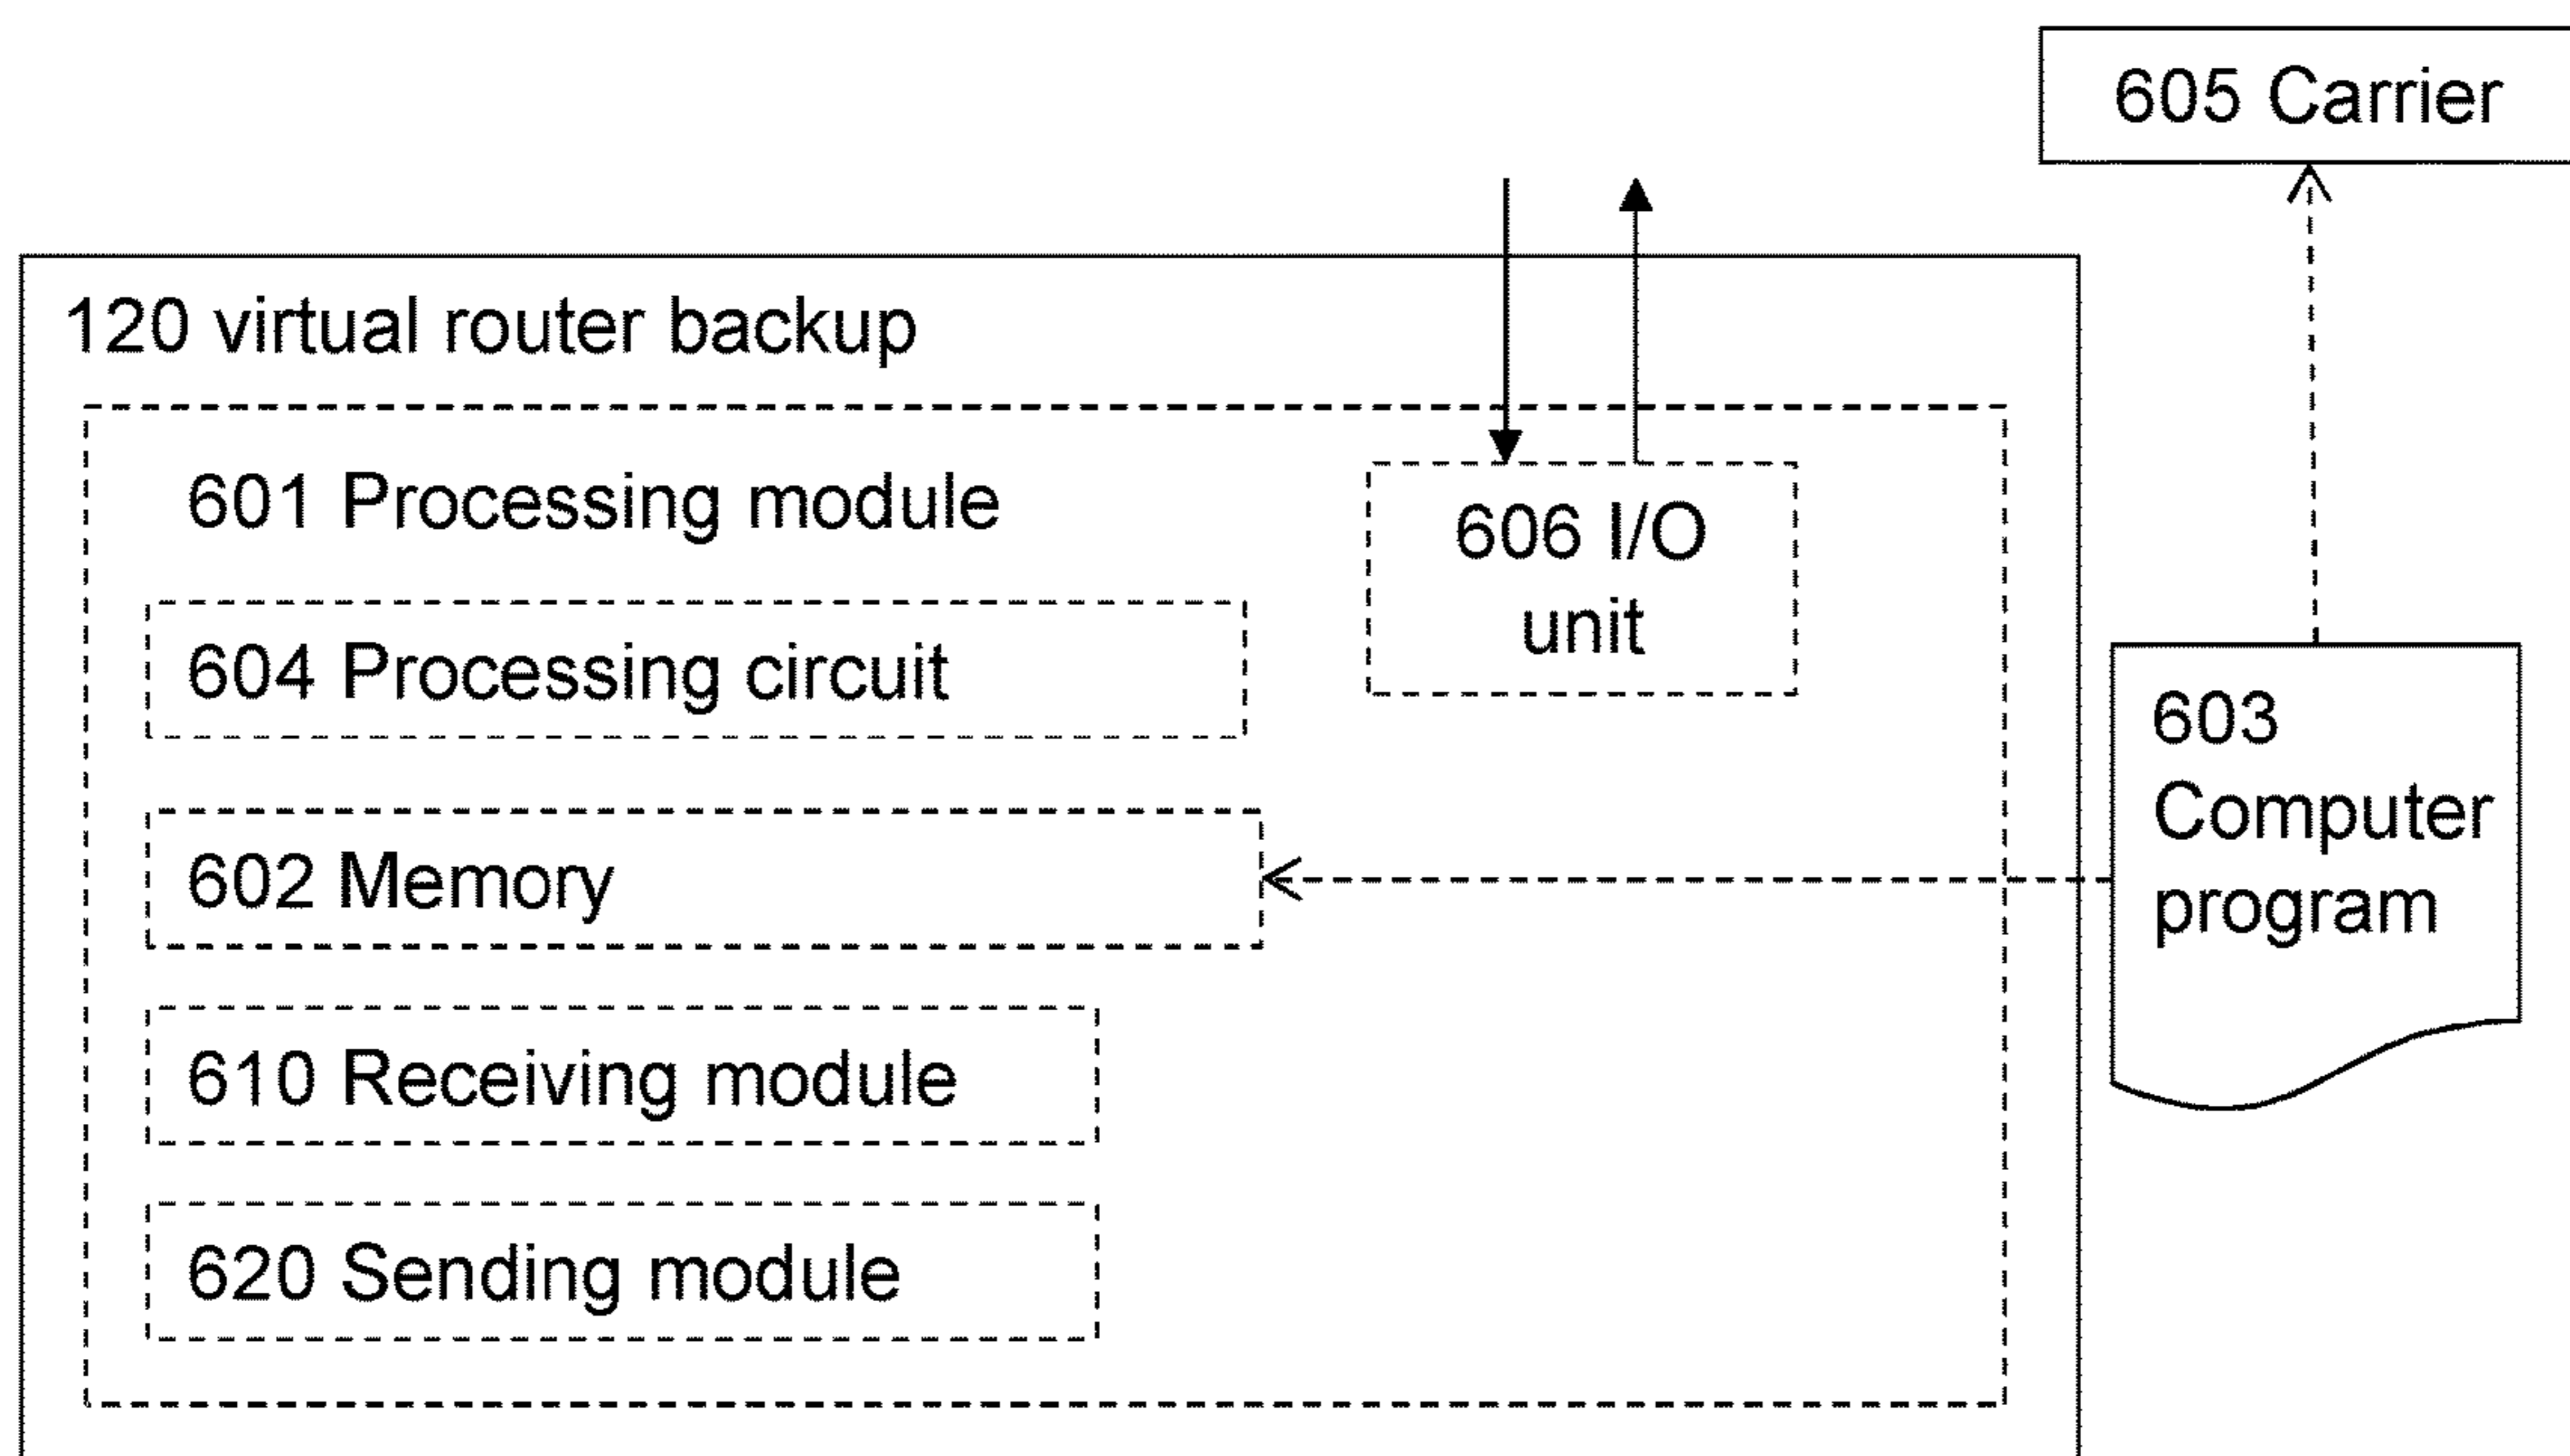 605 Carrier
120 virtual router backup
601 Processing module
606 I/O
unit
604 Processing circuit
603
Computer
program
602 Memory
610 Receiving module
620 Sending module